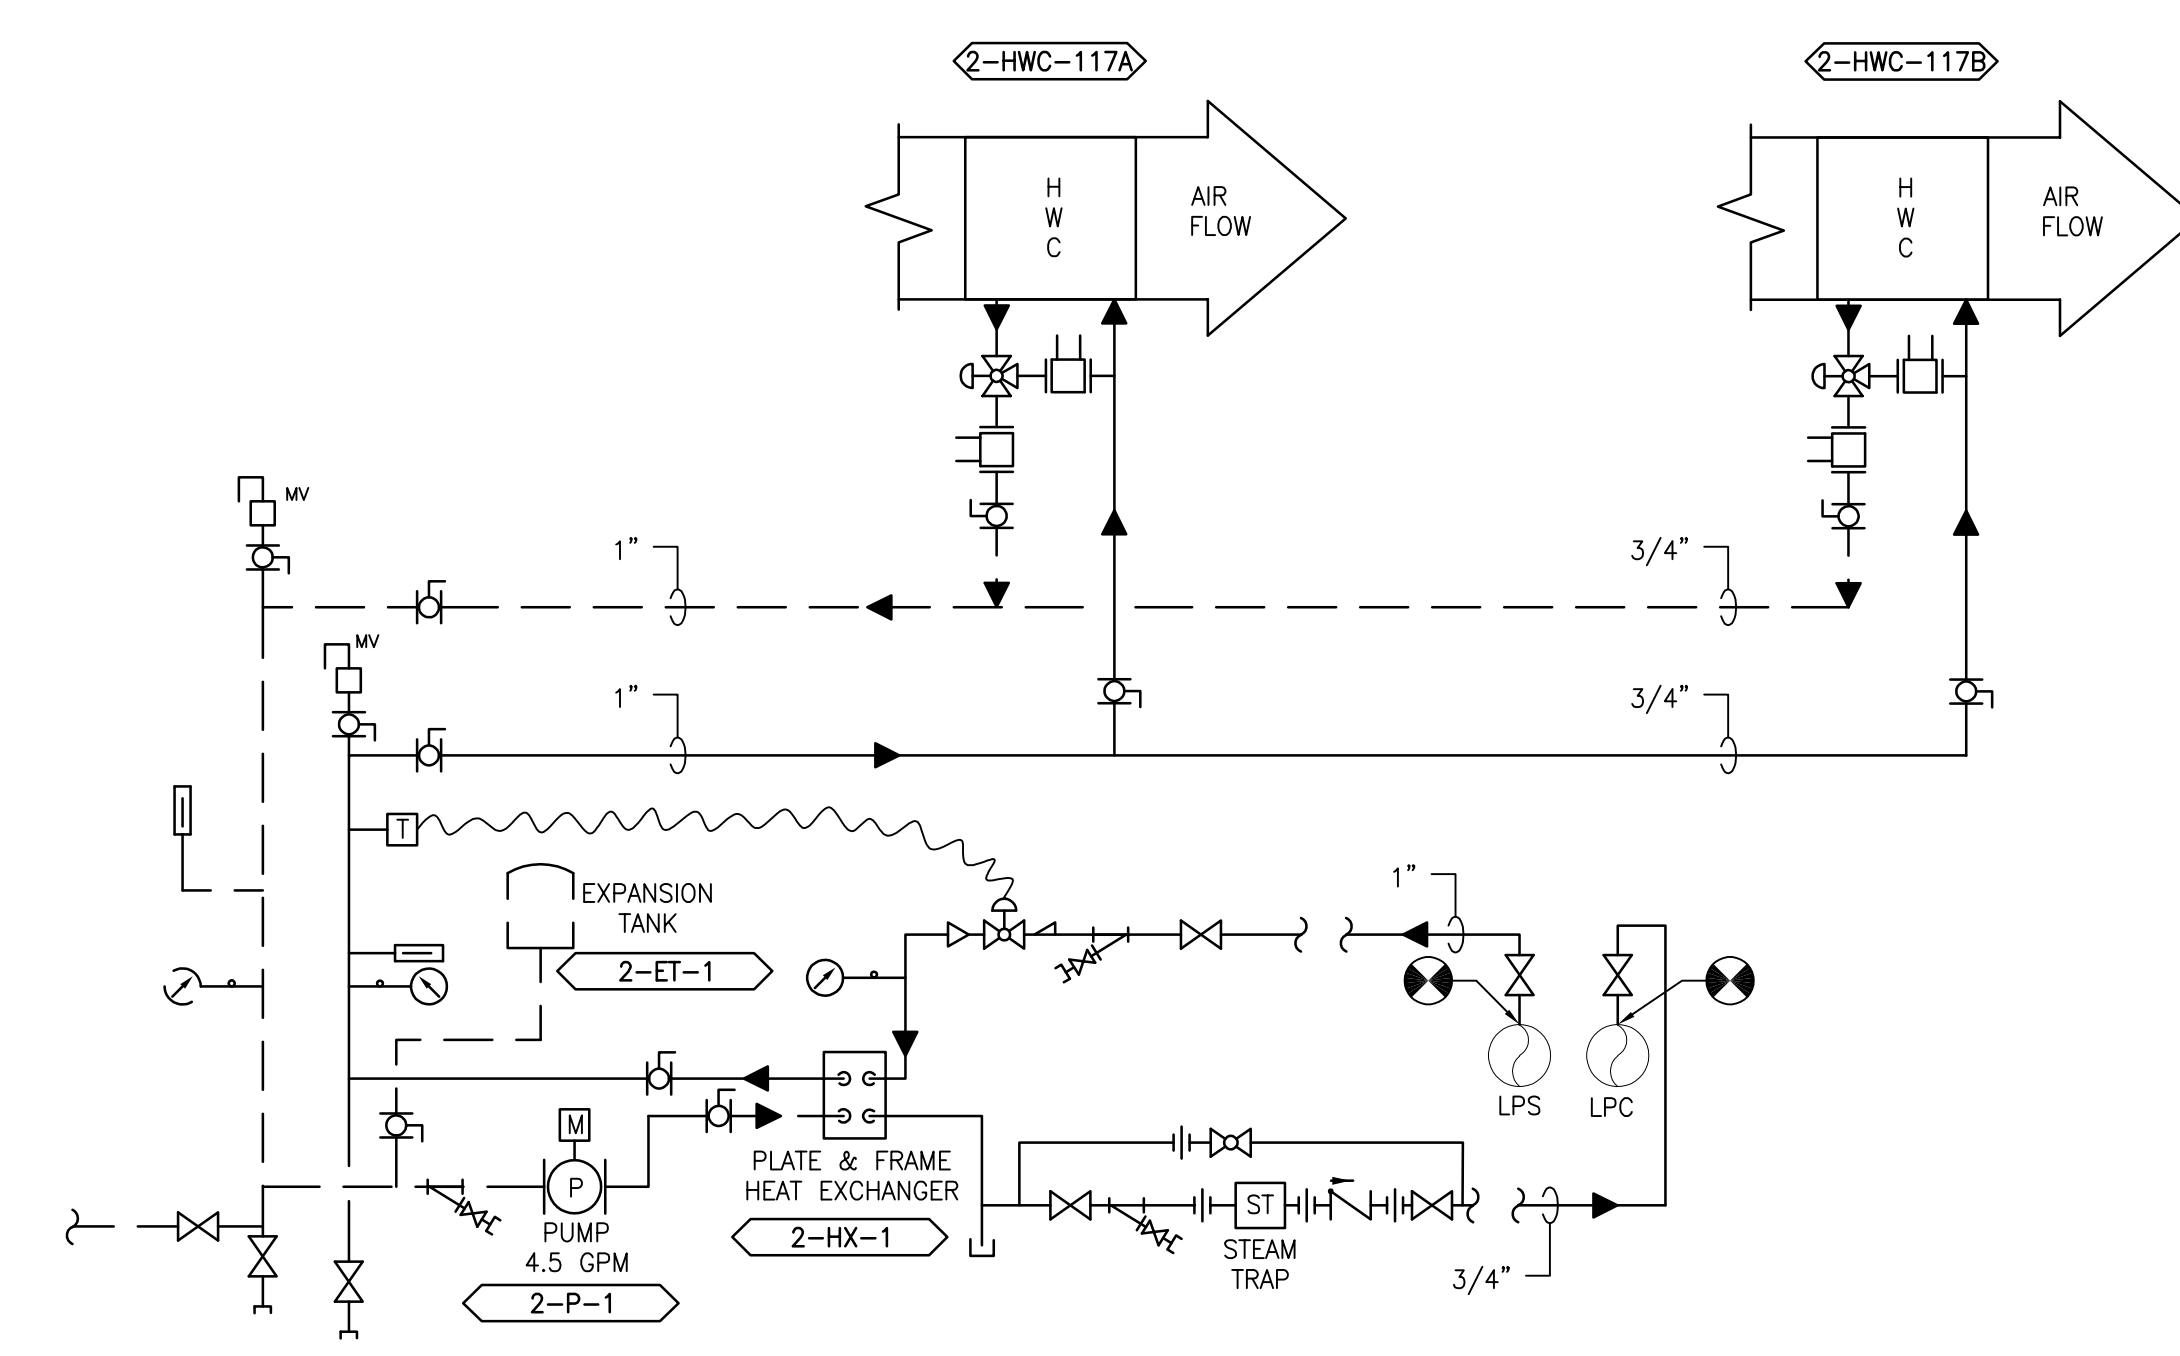 2-HWC-117A
2-HWC-117B
H
W
C
AIR
FLOW
H
W
C
AIR
FLOW
MV
1"
3/4"
MV
1"
3/4"
T
EXPANSION
TANK
2-ET-1
1"
LPS
LPC
M
P
PUMP
4.5 GPM
2-P-1
PLATE & FRAME
HEAT EXCHANGER
2-HX-1
ST
STEAM
TRAP
3/4"